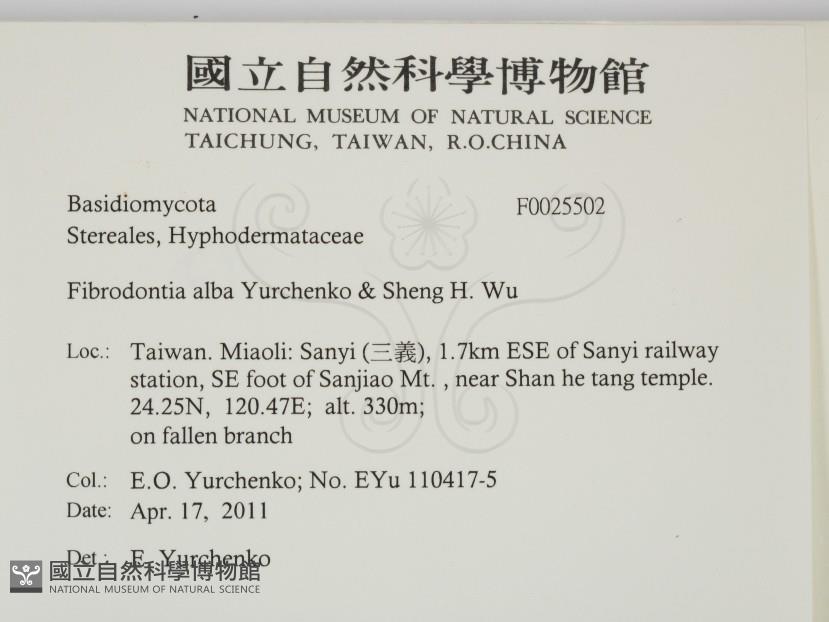 國立自然科學博物館
NATIONAL MUSEUM OF NATURAL SCIENCE
TAICHUNG, TAIWAN, R.O.CHINA
Basidiomycota F0025502
Stereales, Hyphodermataceae
Fibrodontia alba Yurchenko & Sheng H. Wu
Loc.: Taiwan. Miaoli: Sanyi (三義), 1.7km ESE of Sanyi railway
station, SE foot of Sanjiao Mt. , near Shan he tang temple.
24.25N, 120.47E; alt. 330m;
on fallen branch
Col.: E.O. Yurchenko; No. EYu 110417-5
Date: Apr. 17, 2011
Det.: E. Yurchenko
國立自然科學博物館
NATIONAL MUSEUM OF NATURAL SCIENCE